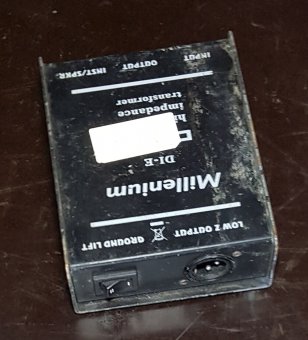 LOW Z OUTPUT GROUND LIFT
Millenium
DI-E
impedance
transformer
INPUT OUTPUT INST/SPKR.